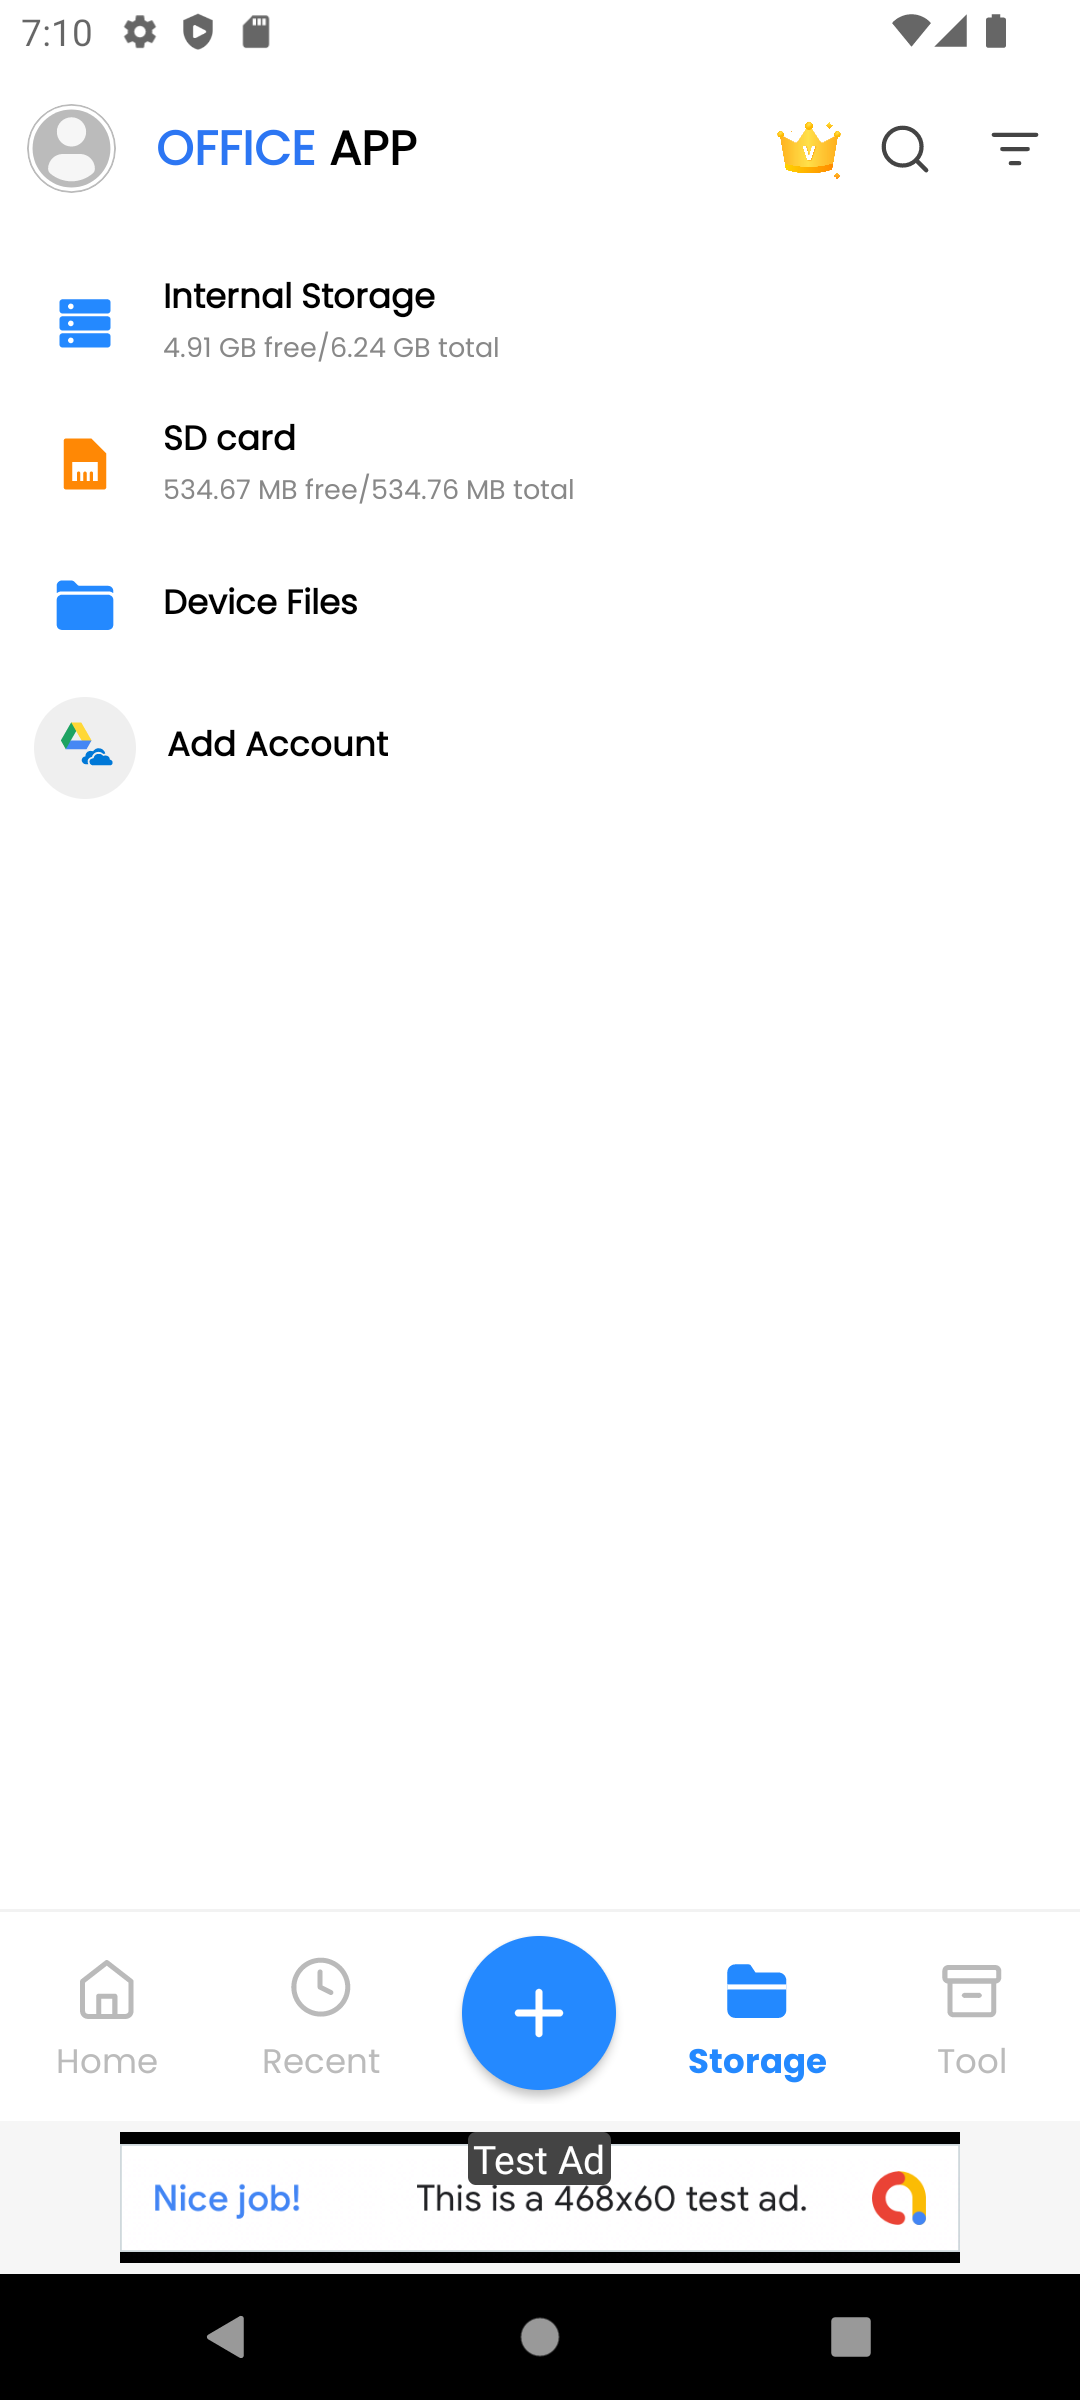 7:10
OFFICE APP
V
Internal Storage
4.91 GB free/6.24 GB total
SD card
534.67 MB free/534.76 MB total
Device Files
Add Account
Home
Recent
Storage
Tool
Test Ad
Nice job!
This is a 468x60 test ad.